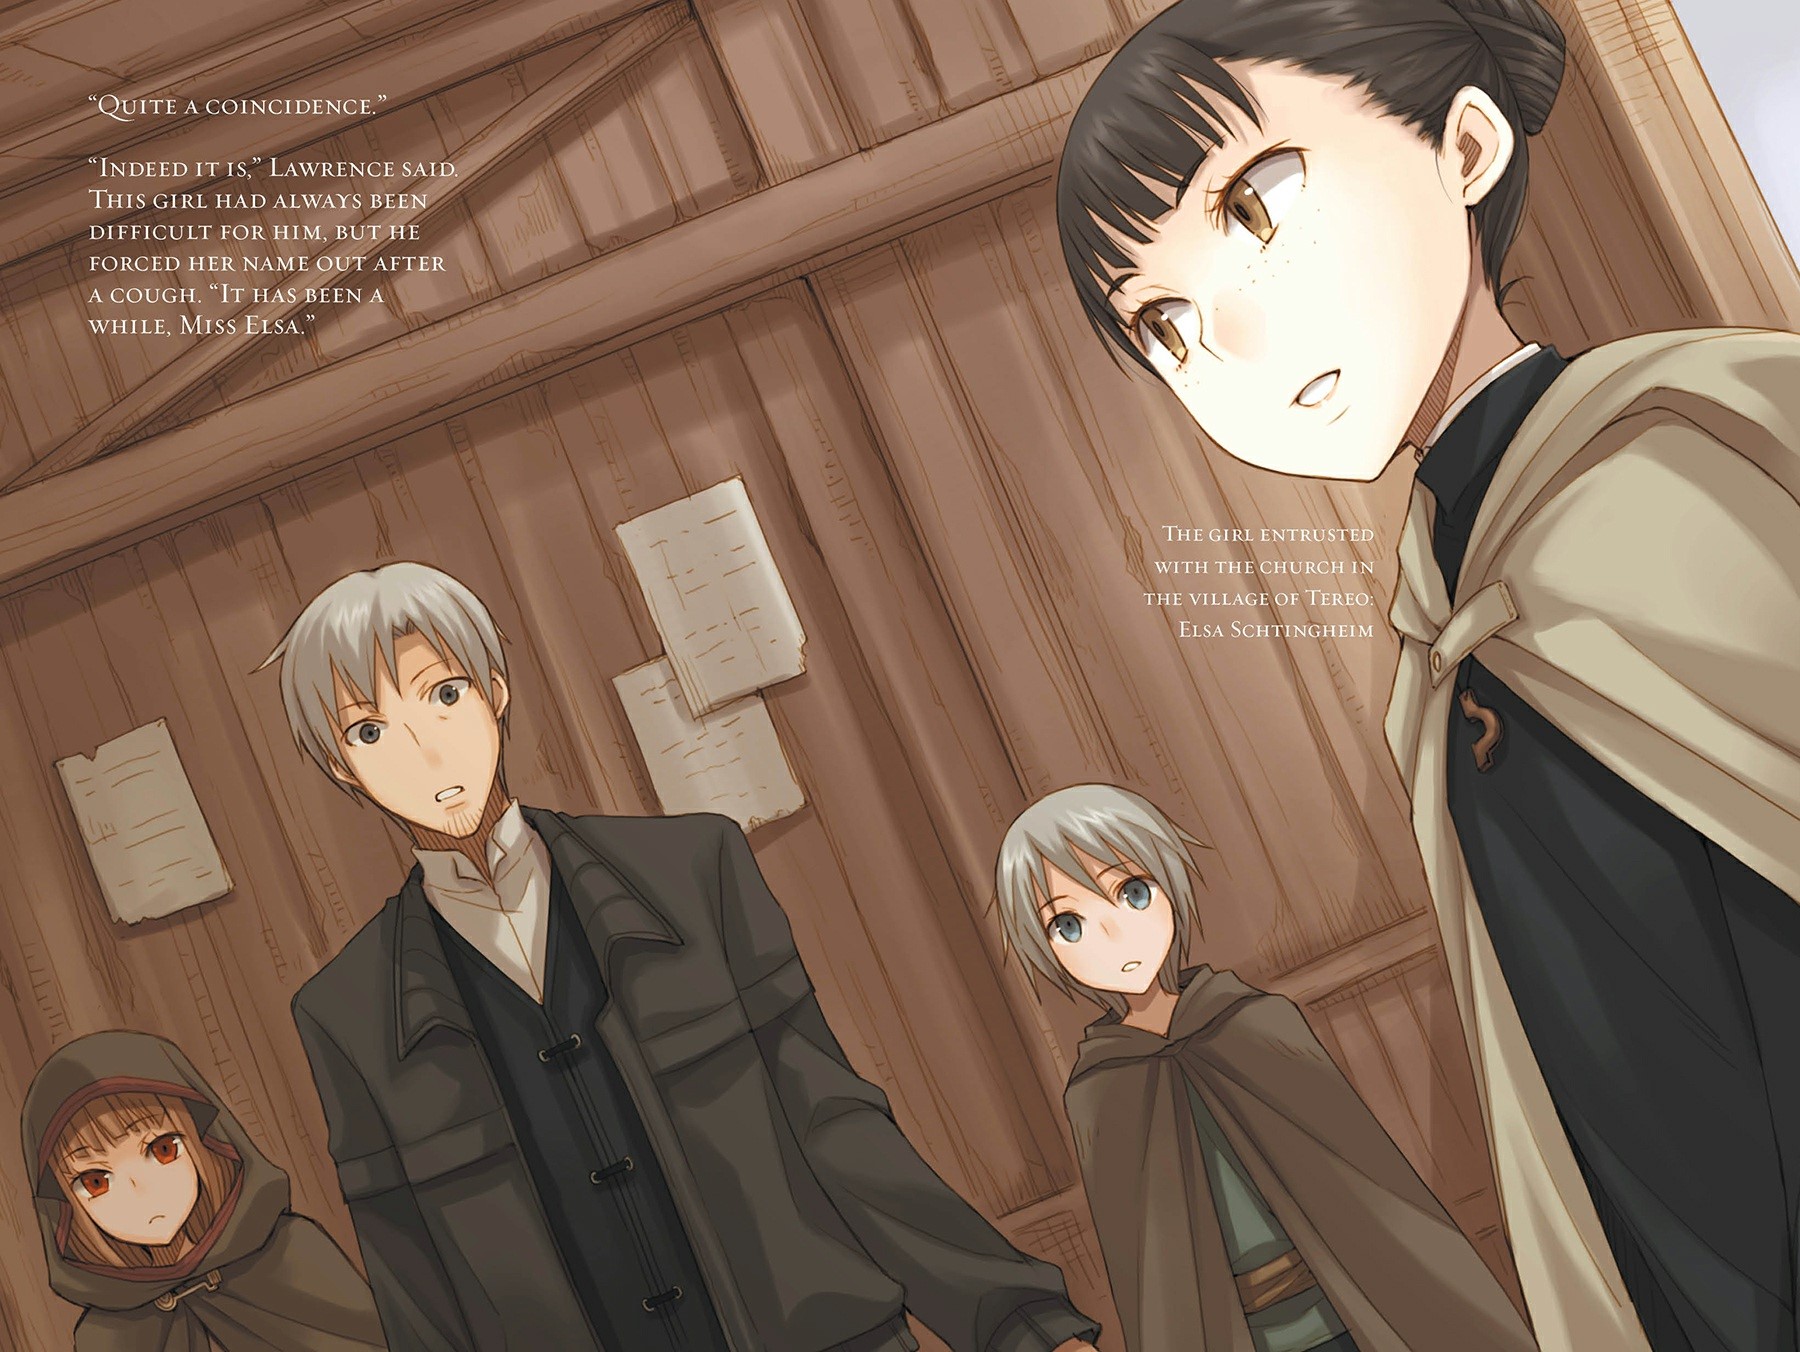 “Quite a coincidence.”
“Indeed it is,” Lawrence said.
This girl had always been
difficult for him, but he
forced her name out after
a cough. “It has been a
while, Miss Elsa.”
The girl entrusted
with the church in
the village of Tereo:
Elsa Schtingheim